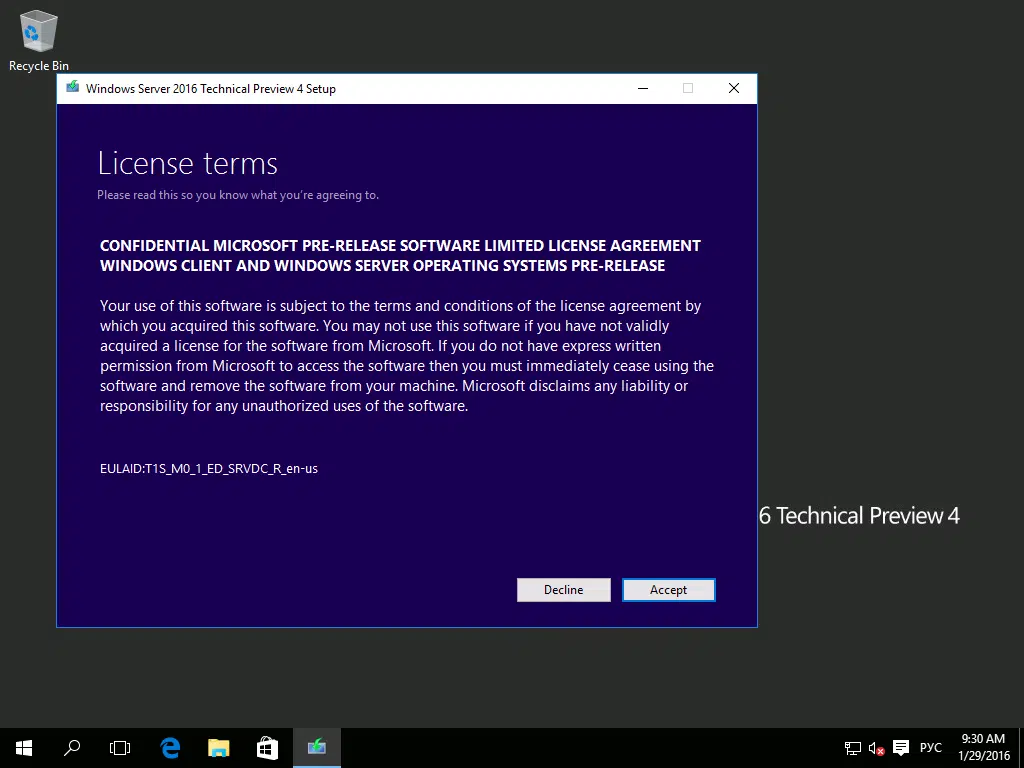 Recycle Bin
Windows Server 2016 Technical Preview 4 Setup
License terms
Please read this so you know what you're agreeing to.
CONFIDENTIAL MICROSOFT PRE-RELEASE SOFTWARE LIMITED LICENSE AGREEMENT
WINDOWS CLIENT AND WINDOWS SERVER OPERATING SYSTEMS PRE-RELEASE
Your use of this software is subject to the terms and conditions of the license agreement by
which you acquired this software. You may not use this software if you have not validly
acquired a license for the software from Microsoft. If you do not have express written
permission from Microsoft to access the software then you must immediately cease using the
software and remove the software from your machine. Microsoft disclaims any liability or
responsibility for any unauthorized uses of the software.
EULAID:T1S_M0_1_ED_SRVDC_R_en-us
6 Technical Preview 4
Decline
Accept
РУС
9:30 AM
1/29/2016